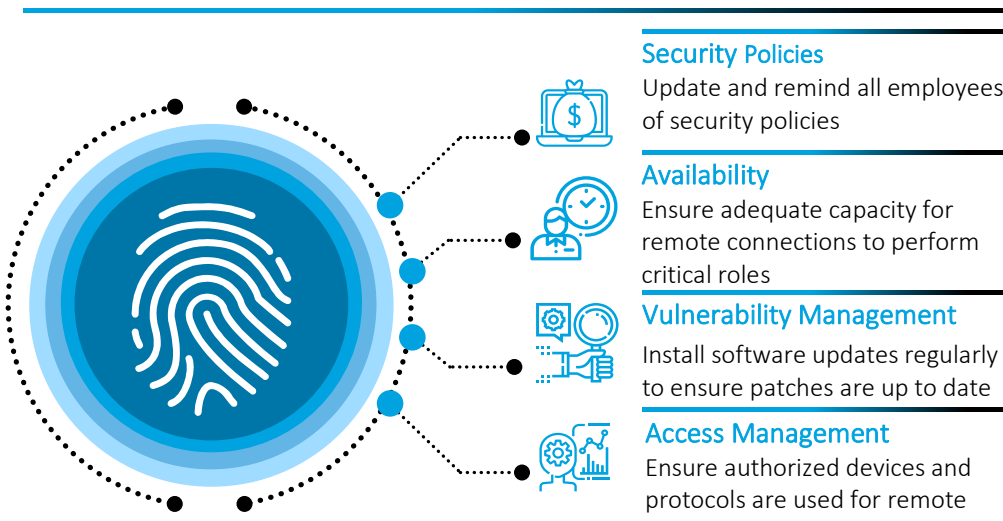 Security Policies
Update and remind all employees
of security policies
$
Availability
Ensure adequate capacity for
remote connections to perform
critical roles
Vulnerability Management
Install software updates regularly
to ensure patches are up to date
Access Management
Ensure authorized devices and
protocols are used for remote